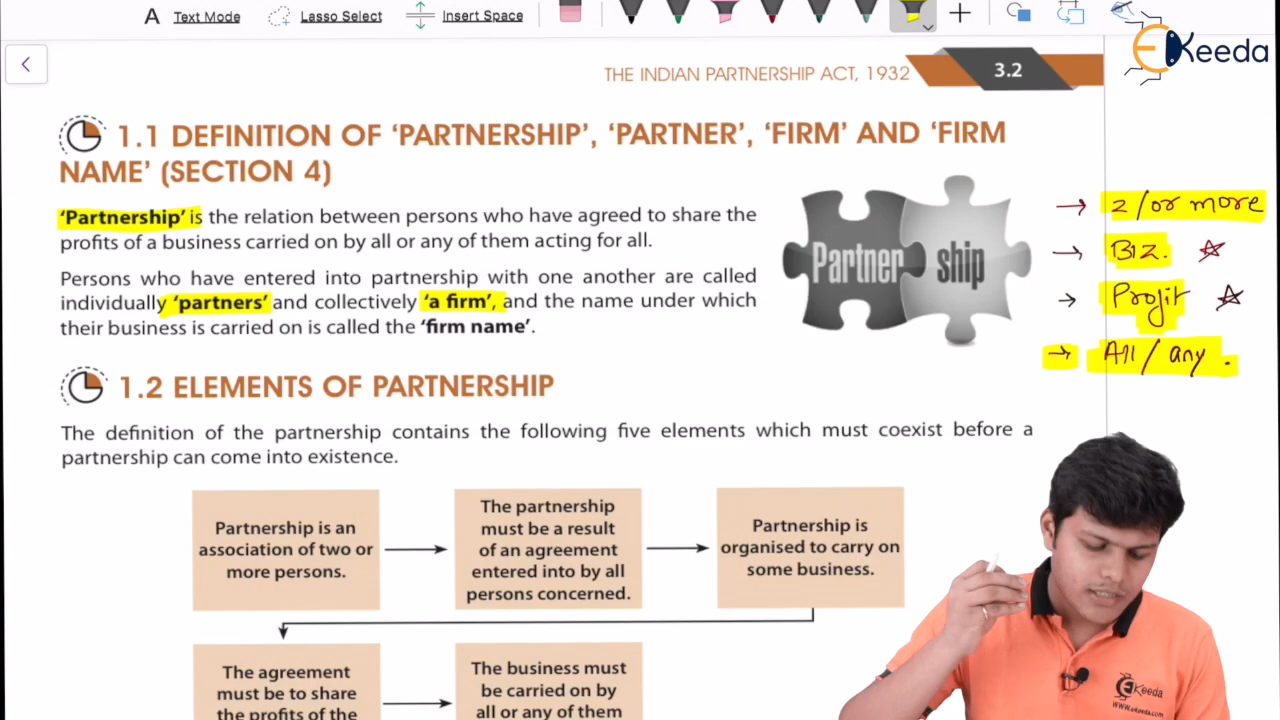 A Text Mode Lasso Select Insert Space
THE INDIAN PARTNERSHIP ACT, 1932 3.2
EKeeda
1.1 DEFINITION OF ‘PARTNERSHIP’, ‘PARTNER’, ‘FIRM’ AND ‘FIRM
NAME’ (SECTION 4)
‘Partnership’ is the relation between persons who have agreed to share the
profits of a business carried on by all or any of them acting for all.
Persons who have entered into partnership with one another are called
individually ‘partners’ and collectively ‘a firm’, and the name under which
their business is carried on is called the ‘firm name’.
Partner ship
→ 2/or more
→ Biz. ☆
→ Profit ☆
→ All / any.
1.2 ELEMENTS OF PARTNERSHIP
The definition of the partnership contains the following five elements which must coexist before a
partnership can come into existence.
Partnership is an
association of two or
more persons.
The partnership
must be a result
of an agreement
entered into by all
persons concerned.
Partnership is
organised to carry on
some business.
The agreement
must be to share
the profits of the
The business must
be carried on by
all or any of them
EKeeda
www.ekeeda.com